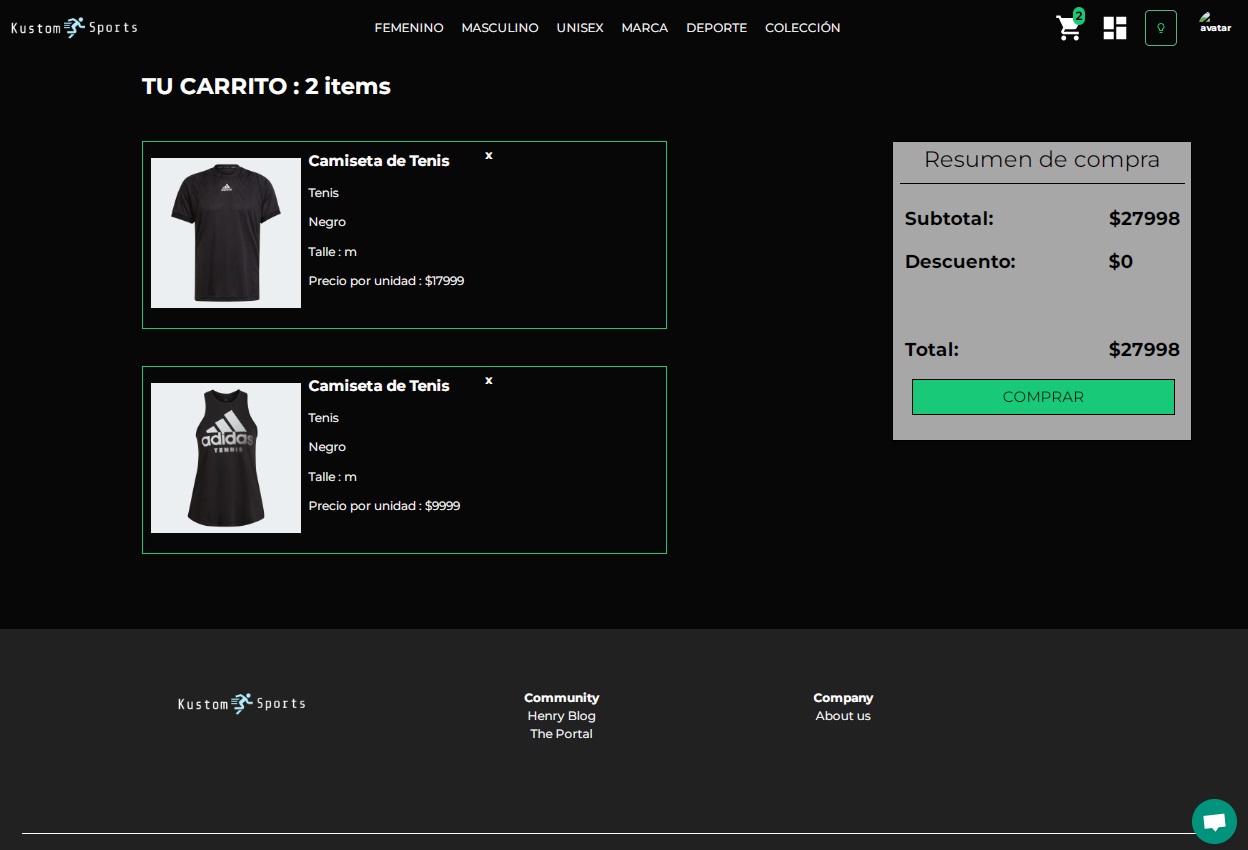 Kustom Sports
FEMENINO MASCULINO UNISEX MARCA DEPORTE COLECCIÓN
2
avatar
TU CARRITO : 2 items
Camiseta de Tenis x
Tenis
Negro
Talle : m
Precio por unidad : $17999
adidas
TENNIS
Camiseta de Tenis x
Tenis
Negro
Talle : m
Precio por unidad : $9999
Resumen de compra
Subtotal: $27998
Descuento: $0
Total: $27998
COMPRAR
Kustom Sports
Community
Henry Blog
The Portal
Company
About us